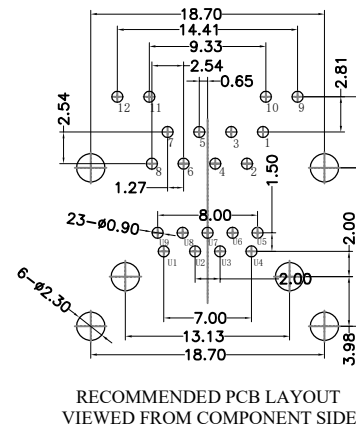 18.70
14.41
9.33
2.54 0.65
2.81
2.54
12 11 10 9
7 5 3 1
8 6 4 2
1.27
1.50
8.00
23-ø0.90
U9 U8 U7 U6 U5
U1 U2 U3 U4
2.00
2.00
7.00
6-ø2.30
13.13
18.70
3.98
RECOMMENDED PCB LAYOUT
VIEWED FROM COMPONENT SIDE